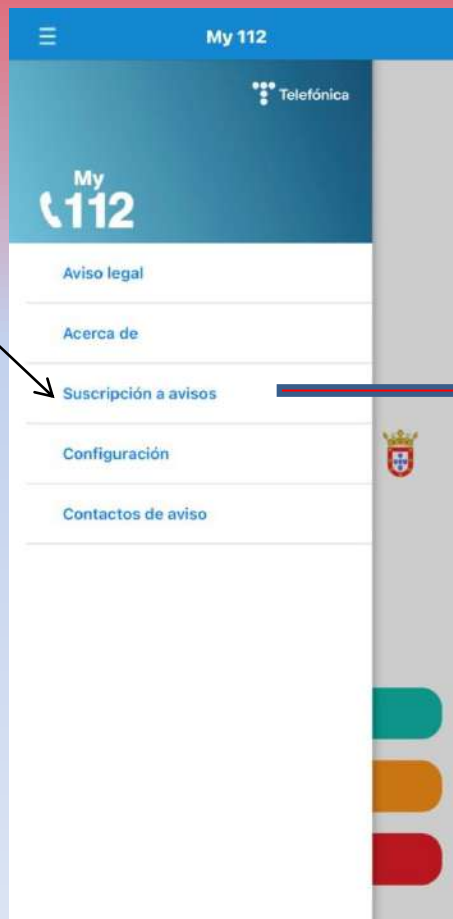 My 112
Telefónica
My
112
Aviso legal
Acerca de
Suscripción a avisos
Configuración
Contactos de aviso